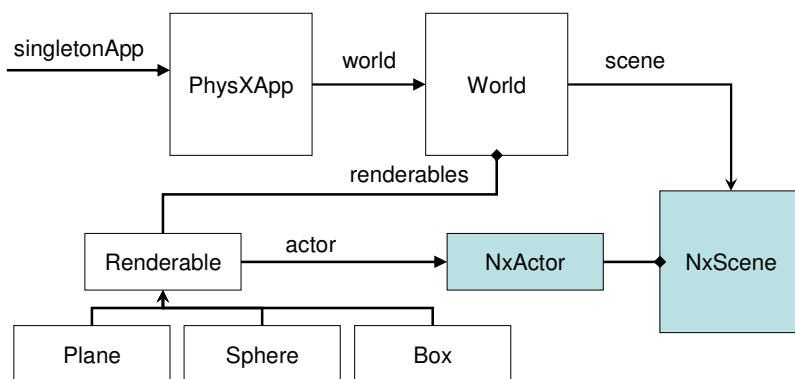 singletonApp
PhysXApp
world
World
scene
renderables
Renderable
actor
NxActor
NxScene
Plane
Sphere
Box